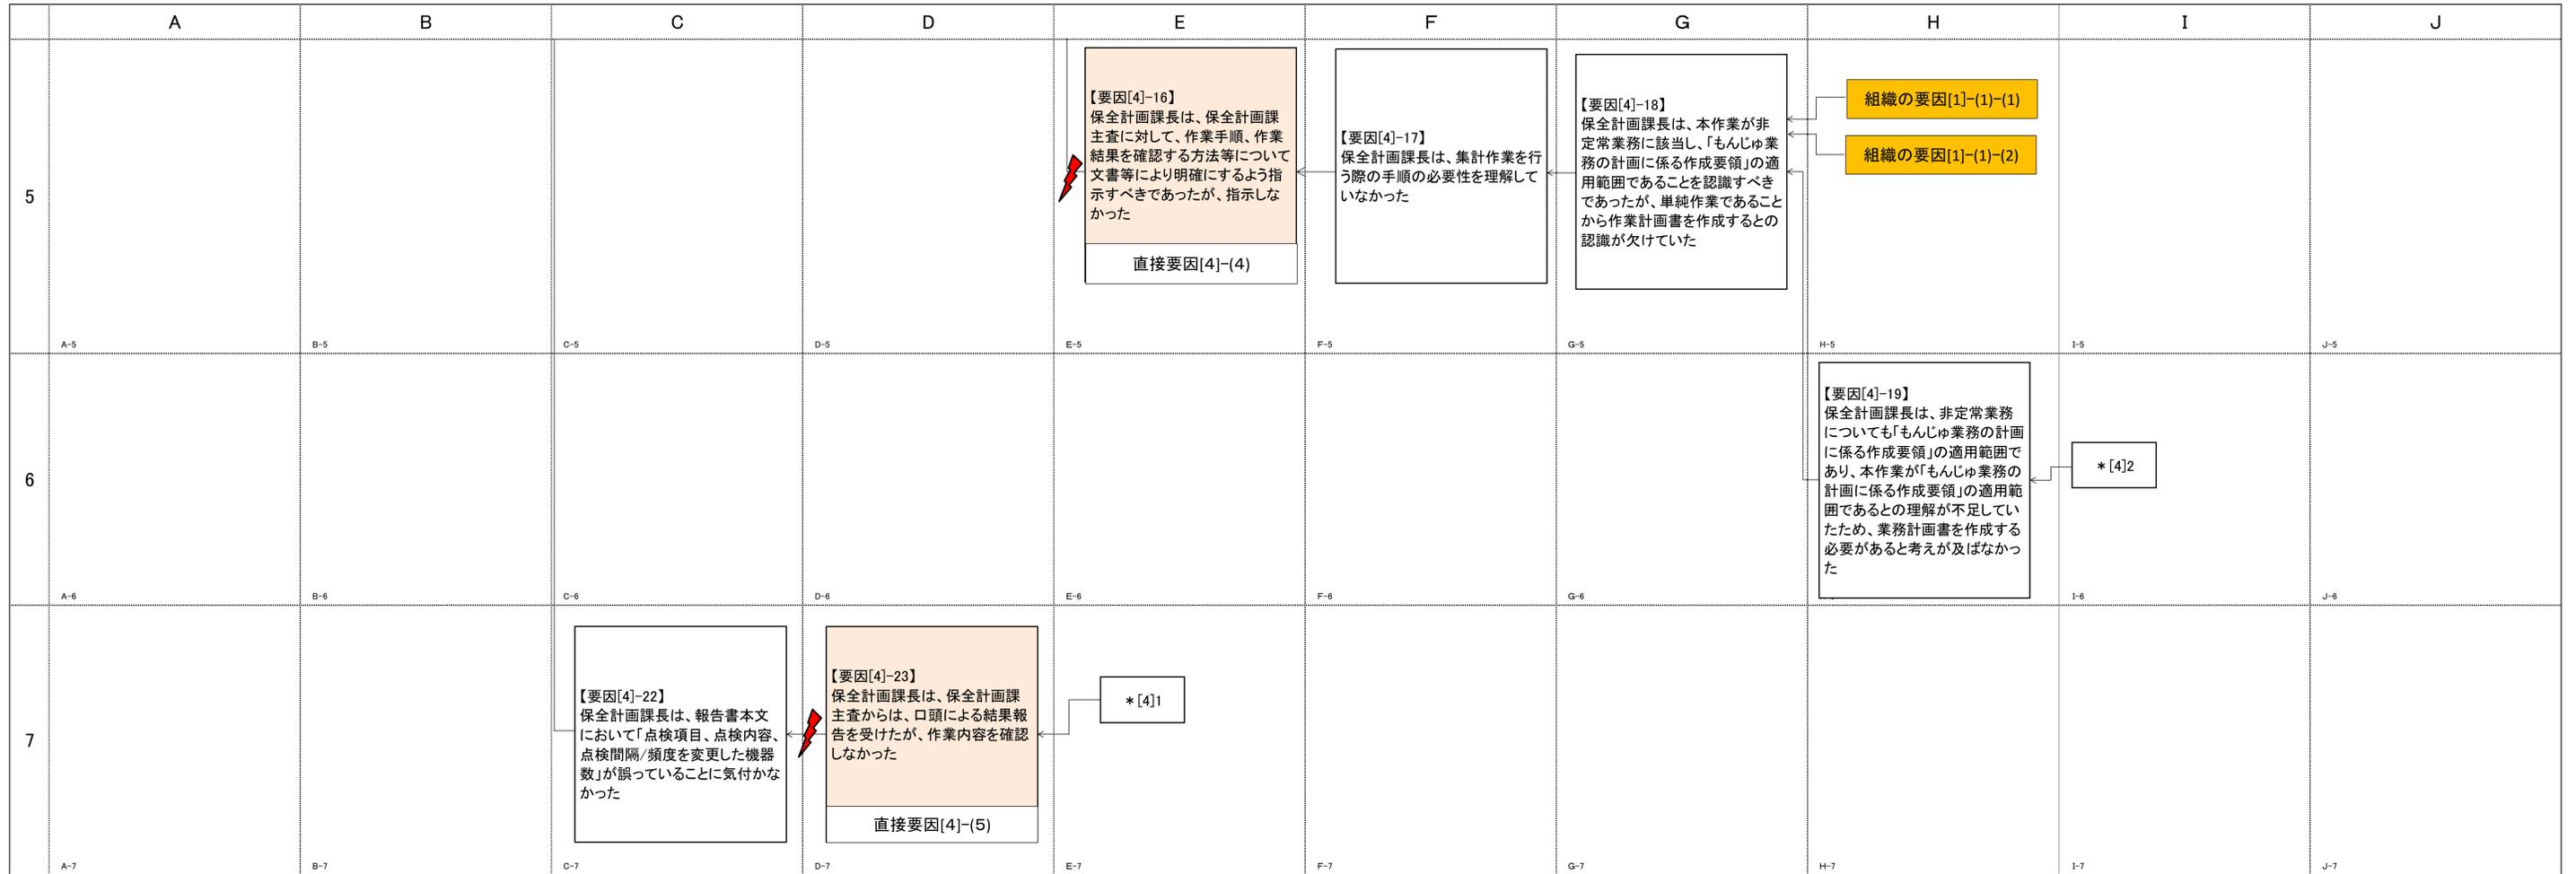 A B C D E F G H I J
5
【要因[4]-16】
保全計画課長は、保全計画課
主査に対して、作業手順、作業
結果を確認する方法等について
文書等により明確にするよう指
示すべきであったが、指示しな
かった
直接要因[4]-(4)
【要因[4]-17】
保全計画課長は、集計作業を行
う際の手順の必要性を理解して
いなかった
【要因[4]-18】
保全計画課長は、本作業が非
定常業務に該当し、「もんじゅ業
務の計画に係る作成要領」の適
用範囲であることを認識すべき
であったが、単純作業であること
から作業計画書を作成するとの
認識が欠けていた
組織の要因[1]-(1)-(1)
組織の要因[1]-(1)-(2)
A-5 B-5 C-5 D-5 E-5 F-5 G-5 H-5 I-5 J-5
6
【要因[4]-19】
保全計画課長は、非定常業務
についても「もんじゅ業務の計画
に係る作成要領」の適用範囲で
あり、本作業が「もんじゅ業務の
計画に係る作成要領」の適用範
囲であるとの理解が不足してい
たため、業務計画書を作成する
必要があると考えが及ばなかっ
た
*[4]2
A-6 B-6 C-6 D-6 E-6 F-6 G-6 I-6 J-6
7
【要因[4]-22】
保全計画課長は、報告書本文
において「点検項目、点検内容、
点検間隔/頻度を変更した機器
数」が誤っていることに気付かな
かった
【要因[4]-23】
保全計画課長は、保全計画課
主査からは、口頭による結果報
告を受けたが、作業内容を確認
しなかった
直接要因[4]-(5)
*[4]1
A-7 B-7 C-7 D-7 E-7 F-7 G-7 H-7 I-7 J-7